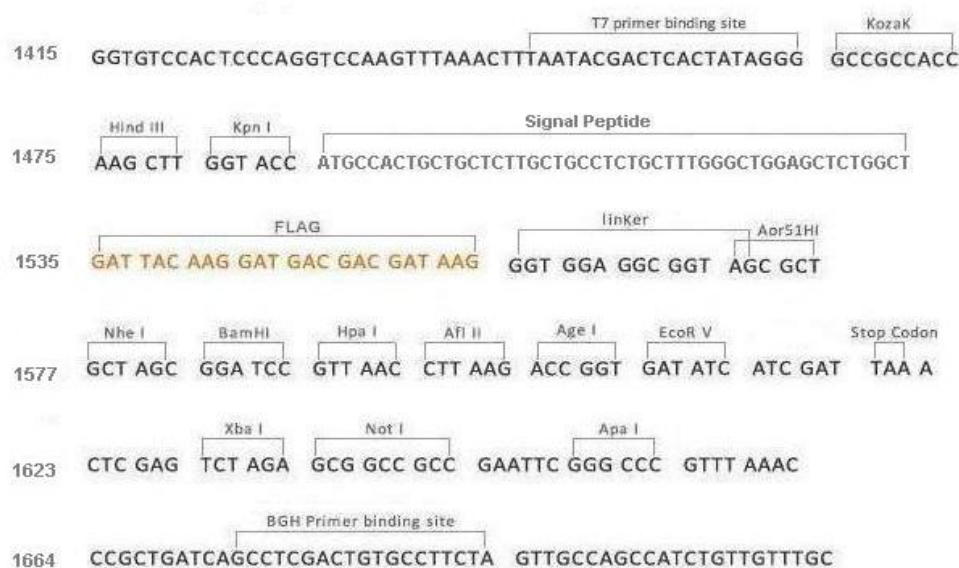 T7 primer binding site KozaK
1415 GGTGTCCACTCCCAGGTCCAAGTTTAAACTTTAATACGACTCACTATAGGG GCCGCCACC
Hind III Kpn I Signal Peptide
1475 AAG CTT GGT ACC ATGCCACTGCTGCTCTTGCTGCCTCTGCTTTGGGCTGGAGCTCTGGCT
FLAG linKer Aor51HI
1535 GAT TAC AAG GAT GAC GAC GAT AAG GGT GGA GGC GGT AGC GCT
Nhe I BamHI Hpa I Afl II Age I EcoR V Stop Codon
1577 GCT AGC GGA TCC GTT AAC CTT AAG ACC GGT GAT ATC ATC GAT TAA A
Xba I Not I Apa I
1623 CTC GAG TCT AGA GCG GCC GCC GAATTC GGG CCC GTTT AAAC
BGH Primer binding site
1664 CCGCTGATCAGCCTCGACTGTGCCTTCTA GTTGCCAGCCATCTGTTGTTTGC